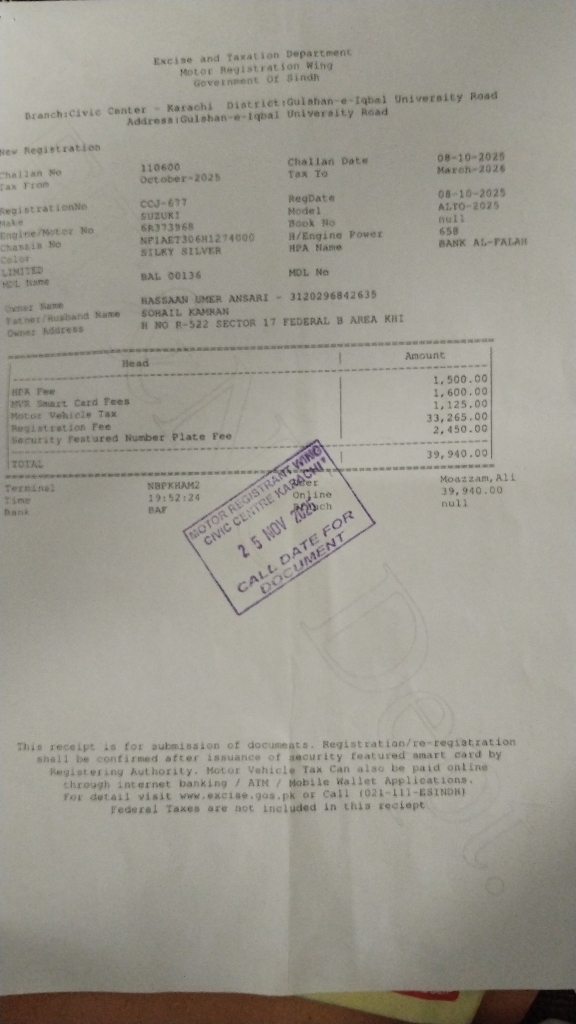 Excise and Taxation Department
Motor Registration Wing
Government Of Sindh
Branch:Civic Center - Karachi District:Gulshan-e-Iqbal University Road
Address:Gulshan-e-Iqbal University Road
New Registration
Challan No 110600 Challan Date 08-10-2025
Tax From October-2025 Tax To March-2026
RegistrationNo CCJ-677 RegDate 08-10-2025
Make SUZUKI Model ALTO-2025
Engine/Motor No 6R373968 Book No null
Chassis No NF1AE7306H1274000 H/Engine Power 658
Color SILKY SILVER HPA Name BANK AL-FALAH
LIMITED
MDL Name BAL 00136 MDL No
Owner Name HASSAAN UMER ANSARI - 3120296842635
Father/Husband Name SOHAIL KAMRAN
Owner Address H NO R-522 SECTOR 17 FEDERAL B AREA KHI
Head Amount
HPA Fee 1,500.00
MVR Smart Card Fees 1,600.00
Motor Vehicle Tax 1,125.00
Registration Fee 33,265.00
Security Featured Number Plate Fee 2,450.00
TOTAL 39,940.00
Terminal NBPKHAM2 User Moazzam,Ali
Time 19:52:24 Online 39,940.00
Bank BAF Branch null
MOTOR REGISTRANT WING
CIVIC CENTRE KARACHI
25 NOV 2025
CALL DATE FOR
DOCUMENT
This receipt is for submission of documents. Registration/re-registration
shall be confirmed after issuance of security featured smart card by
Registering Authority. Motor Vehicle Tax Can also be paid online
through internet banking / ATM / Mobile Wallet Applications.
For detail visit www.excise.gos.pk or Call (021-111-ESINDH)
Federal Taxes are not included in this reciept